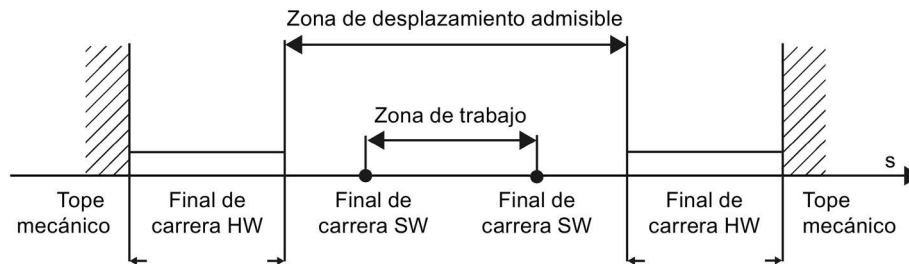 Zona de desplazamiento admisible
Zona de trabajo
s
Tope
mecánico
Final de
carrera HW
Final de
carrera SW
Final de
carrera SW
Final de
carrera HW
Tope
mecánico